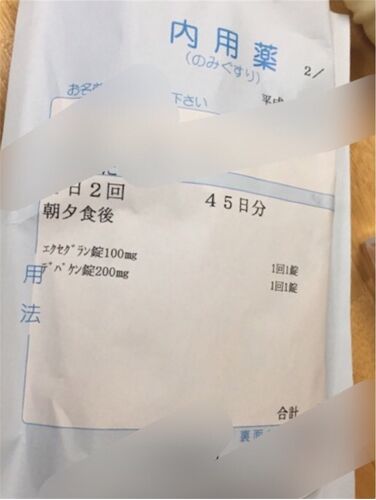 内用薬
(のみぐすり)
2/
お名
下さい
平成
日2回
45日分
朝夕食後
エクセグラン錠100mg
1回1錠
デパケン錠200mg
1回1錠
用法
合計
裏面